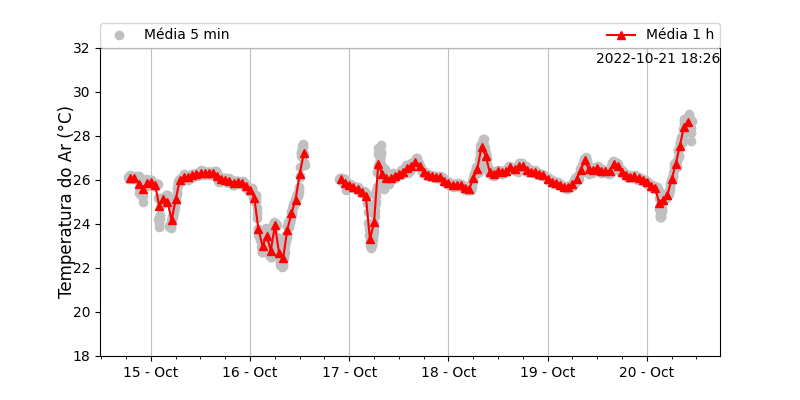 Média 5 min
Média 1 h
2022-10-21 18:26
Temperatura do Ar (°C)
32
30
28
26
24
22
20
18
15 - Oct
16 - Oct
17 - Oct
18 - Oct
19 - Oct
20 - Oct